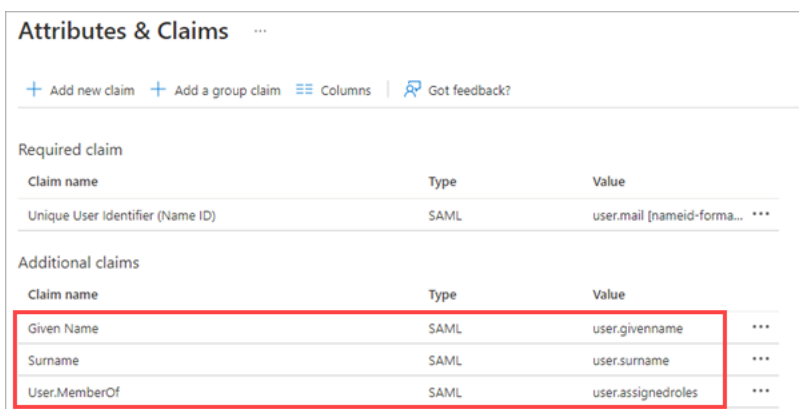 Attributes & Claims ...
+ Add new claim + Add a group claim Columns Got feedback?
Required claim
Claim name Type Value
Unique User Identifier (Name ID) SAML user.mail [nameid-forma... ...
Additional claims
Claim name Type Value
Given Name SAML user.givenname ...
Surname SAML user.surname ...
User.MemberOf SAML user.assignedroles ...